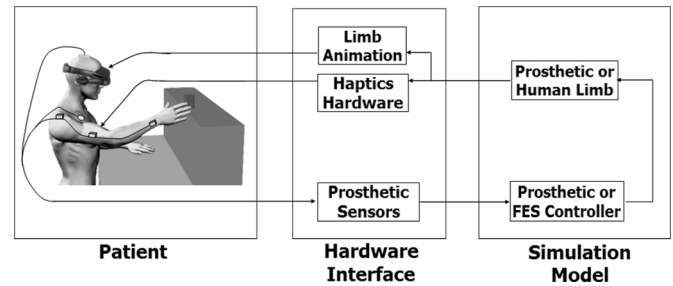 Limb
Animation
Haptics
Hardware
Prosthetic or
Human Limb
Prosthetic
Sensors
Prosthetic or
FES Controller
Patient
Hardware
Interface
Simulation
Model